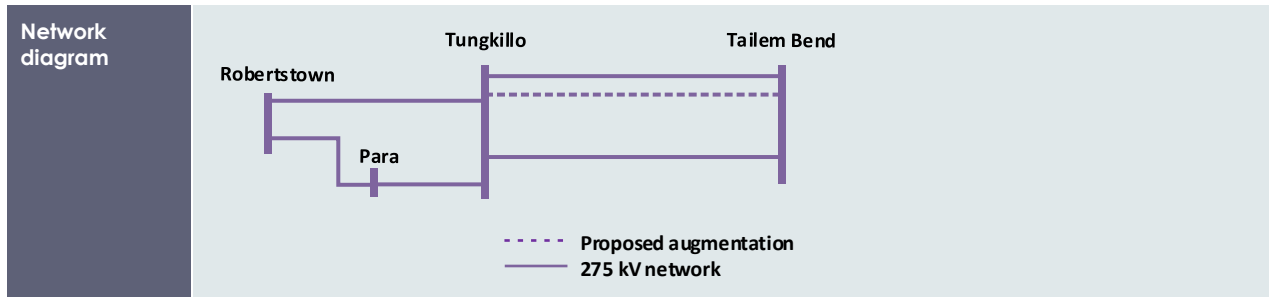 Network
diagram
Tungkillo
Tailem Bend
Robertstown
Para
Proposed augmentation
275 kV network